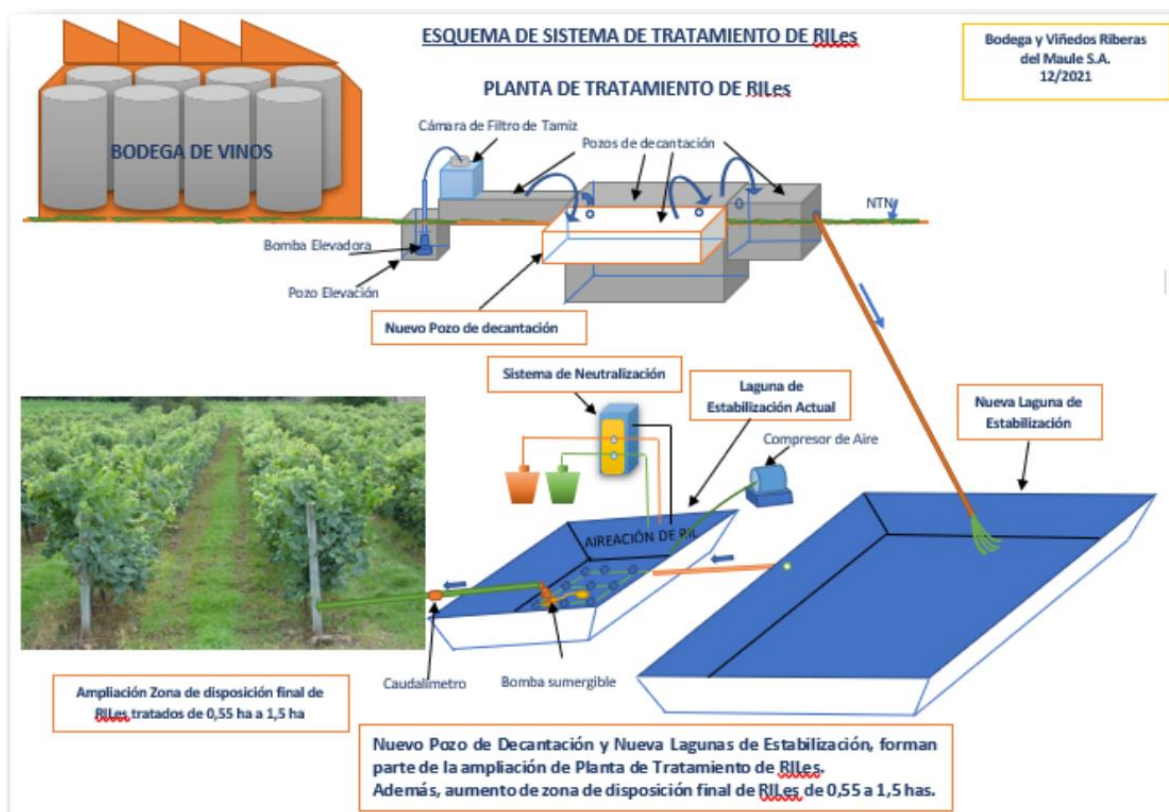 ESQUEMA DE SISTEMA DE TRATAMIENTO DE RILes
Bodega y Viñedos Riberas
del Maule S.A.
12/2021
PLANTA DE TRATAMIENTO DE RILes
Cámara de Filtro de Tamiz
Pozos de decantación
BODEGA DE VINOS
NTN
Bomba Elevadora
Pozo Elevación
Nuevo Pozo de decantación
Sistema de Neutralización
Laguna de
Estabilización Actual
Nueva Laguna de
Estabilización
Compresor de Aire
AIREACIÓN DE RIL
Caudalímetro
Bomba sumergible
Ampliación Zona de disposición final de
RILes tratados de 0,55 ha a 1,5 ha
Nuevo Pozo de Decantación y Nueva Lagunas de Estabilización, forman
parte de la ampliación de Planta de Tratamiento de RILes.
Además, aumento de zona de disposición final de RILes de 0,55 a 1,5 has.